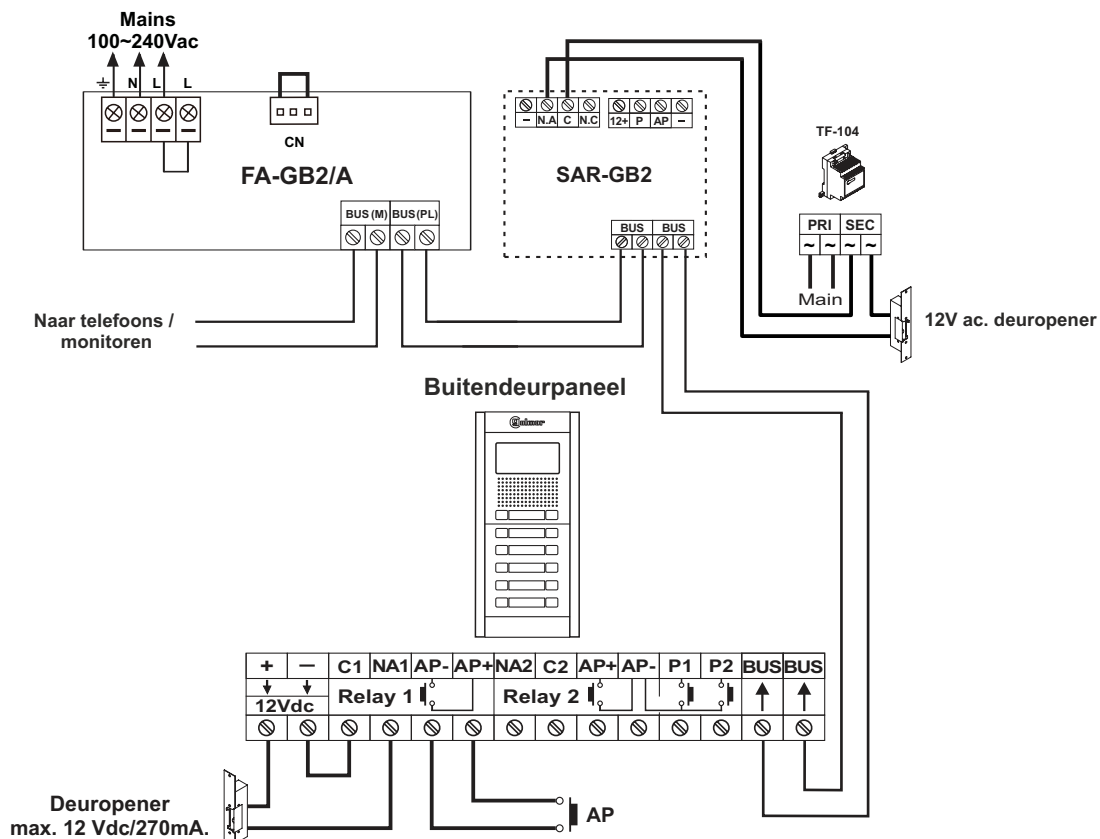 Mains
100~240Vac
N L L
CN
FA-GB2/A
BUS (M) BUS (PL)
– N.A C N.C 12+ P AP –
SAR-GB2
BUS BUS
TF-104
PRI SEC
~ ~ ~ ~
Main
12V ac. deuropener
Naar telefoons /
monitoren
Buitendeurpaneel
Golmar
+ – C1 NA1 AP- AP+ NA2 C2 AP+ AP- P1 P2 BUS BUS
12Vdc Relay 1 Relay 2
Deuropener
max. 12 Vdc/270mA.
AP